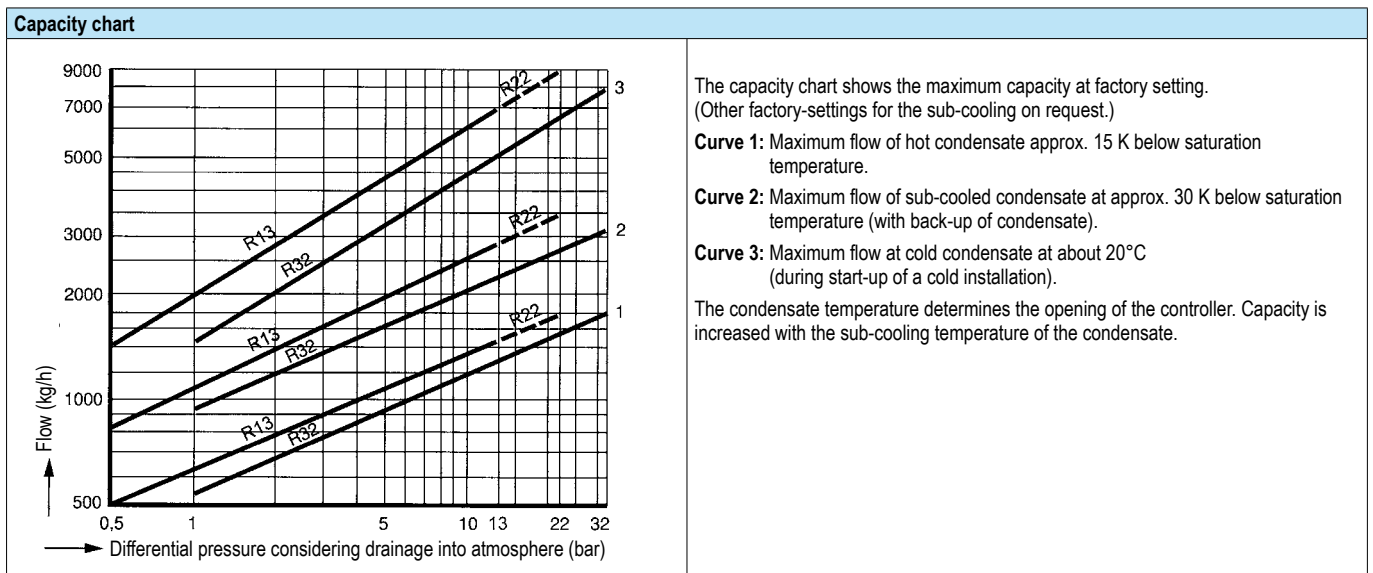 Capacity chart
9000
7000
5000
3000
2000
1000
500
Flow (kg/h)
0,5 1 5 10 13 22 32
Differential pressure considering drainage into atmosphere (bar)
R13
R22
R32
3
R13
R22
R32
2
R13
R22
R32
1
The capacity chart shows the maximum capacity at factory setting.
(Other factory-settings for the sub-cooling on request.)
Curve 1: Maximum flow of hot condensate approx. 15 K below saturation
temperature.
Curve 2: Maximum flow of sub-cooled condensate at approx. 30 K below saturation
temperature (with back-up of condensate).
Curve 3: Maximum flow at cold condensate at about 20°C
(during start-up of a cold installation).
The condensate temperature determines the opening of the controller. Capacity is
increased with the sub-cooling temperature of the condensate.